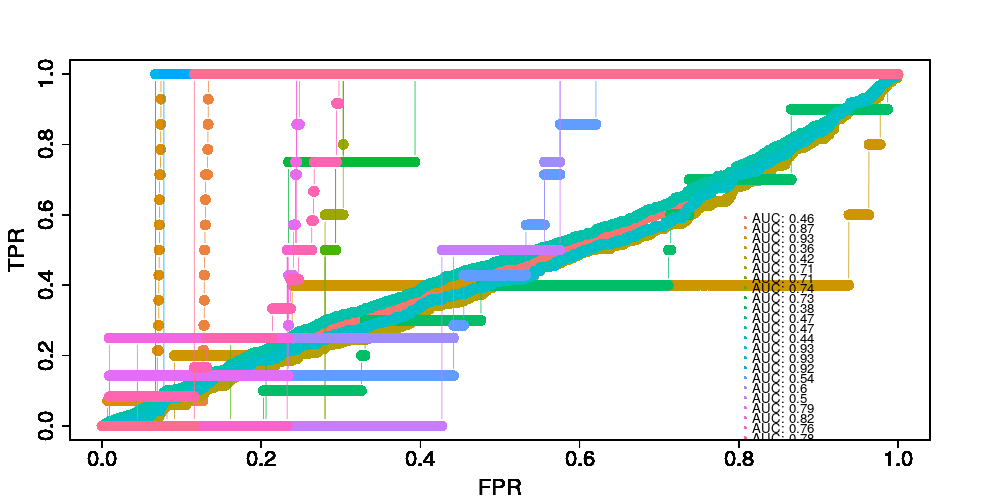 1.0
0.8
0.6
0.4
0.2
0.0
TPR
AUC: 0.46
AUC: 0.87
AUC: 0.93
AUC: 0.36
AUC: 0.42
AUC: 0.71
AUC: 0.71
AUC: 0.74
AUC: 0.73
AUC: 0.38
AUC: 0.47
AUC: 0.47
AUC: 0.44
AUC: 0.93
AUC: 0.93
AUC: 0.92
AUC: 0.54
AUC: 0.6
AUC: 0.5
AUC: 0.79
AUC: 0.82
AUC: 0.76
AUC: 0.78
0.0 0.2 0.4 0.6 0.8 1.0
FPR